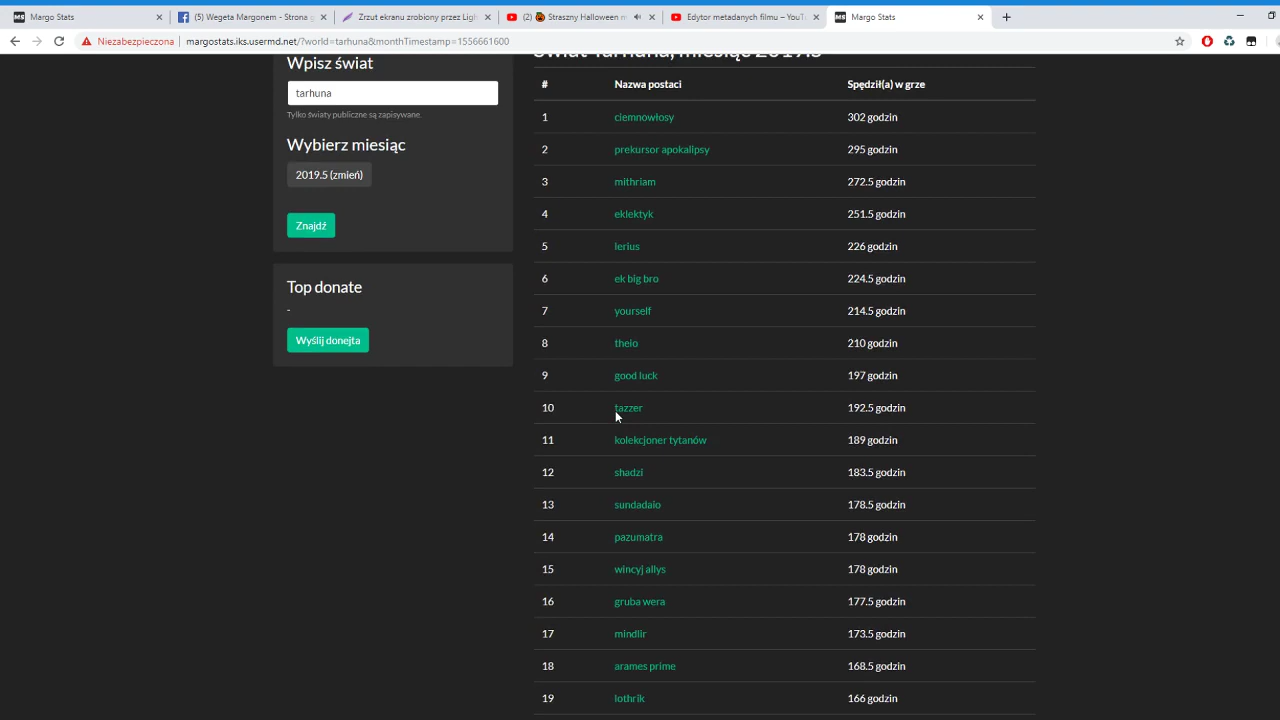 Margo Stats
(5) Wegeta Margonem - Strona g
Zrzut ekranu zrobiony przez Ligh
(2) 🎃 Straszny Halloween m
Edytor metadanych filmu – YouTu
Margo Stats
Niezabezpieczona
margostats.iks.usermd.net/?world=tarhuna&monthTimestamp=1556661600
Wpisz świat
tarhuna
Tylko światy publiczne są zapisywane.
Wybierz miesiąc
2019.5 (zmień)
Znajdź
Top donate
-
Wyślij donejta
Świat Tarhuna, miesiąc 2019.5
# Nazwa postaci Spędził(a) w grze
1 ciemnowłosy 302 godzin
2 prekursor apokalipsy 295 godzin
3 mithriam 272.5 godzin
4 eklektyk 251.5 godzin
5 lerius 226 godzin
6 ek big bro 224.5 godzin
7 yourself 214.5 godzin
8 theio 210 godzin
9 good luck 197 godzin
10 tazzer 192.5 godzin
11 kolekcjoner tytanów 189 godzin
12 shadzi 183.5 godzin
13 sundadaio 178.5 godzin
14 pazumatra 178 godzin
15 wincyj allys 178 godzin
16 gruba wera 177.5 godzin
17 mindlir 173.5 godzin
18 arames prime 168.5 godzin
19 lothrik 166 godzin